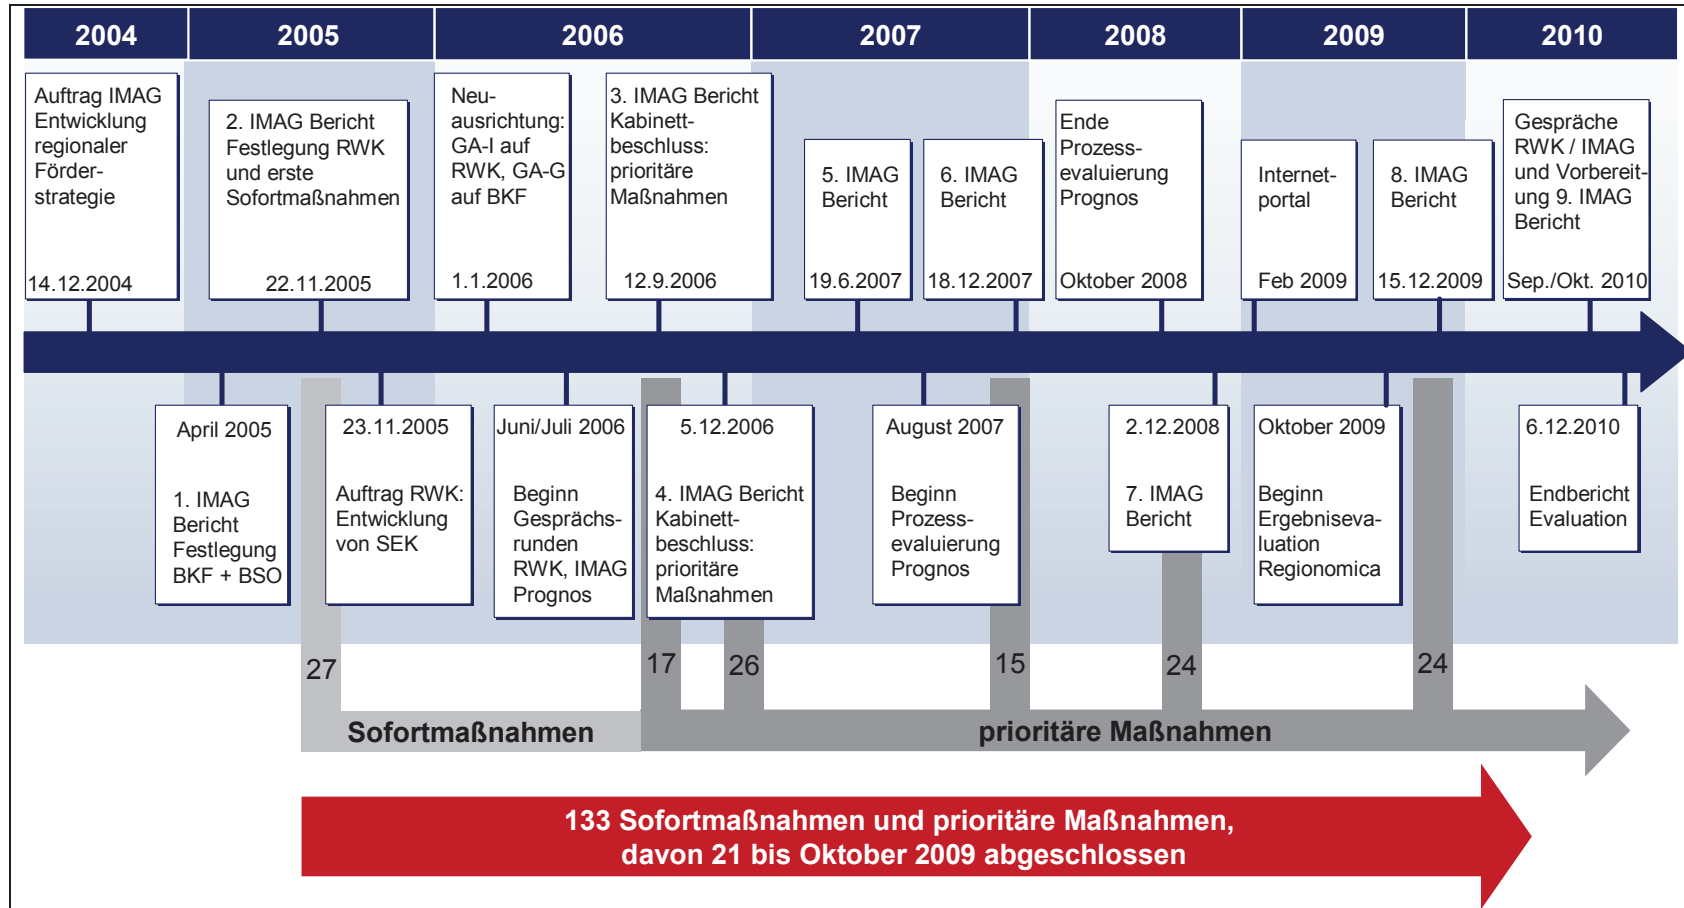 2004
2005
2006
2007
2008
2009
2010
Auftrag IMAG
Entwicklung
regionaler
Förder-
strategie
14.12.2004
2. IMAG Bericht
Festlegung RWK
und erste
Sofortmaßnahmen
22.11.2005
Neu-
ausrichtung:
GA-I auf
RWK, GA-G
auf BKF
1.1.2006
3. IMAG Bericht
Kabinett-
beschluss:
prioritäre
Maßnahmen
12.9.2006
5. IMAG
Bericht
19.6.2007
6. IMAG
Bericht
18.12.2007
Ende
Prozess-
evaluierung
Prognos
Oktober 2008
Internet-
portal
Feb 2009
8. IMAG
Bericht
15.12.2009
Gespräche
RWK / IMAG
und Vorbereit-
ung 9. IMAG
Bericht
Sep./Okt. 2010
April 2005
1. IMAG
Bericht
Festlegung
BKF + BSO
23.11.2005
Auftrag RWK:
Entwicklung
von SEK
Juni/Juli 2006
Beginn
Gesprächs-
runden
RWK, IMAG
Prognos
5.12.2006
4. IMAG Bericht
Kabinett-
beschluss:
prioritäre
Maßnahmen
August 2007
Beginn
Prozess-
evaluierung
Prognos
2.12.2008
7. IMAG
Bericht
Oktober 2009
Beginn
Ergebniseva-
luation
Regionomica
6.12.2010
Endbericht
Evaluation
27
17
26
15
24
24
Sofortmaßnahmen
prioritäre Maßnahmen
133 Sofortmaßnahmen und prioritäre Maßnahmen,
davon 21 bis Oktober 2009 abgeschlossen